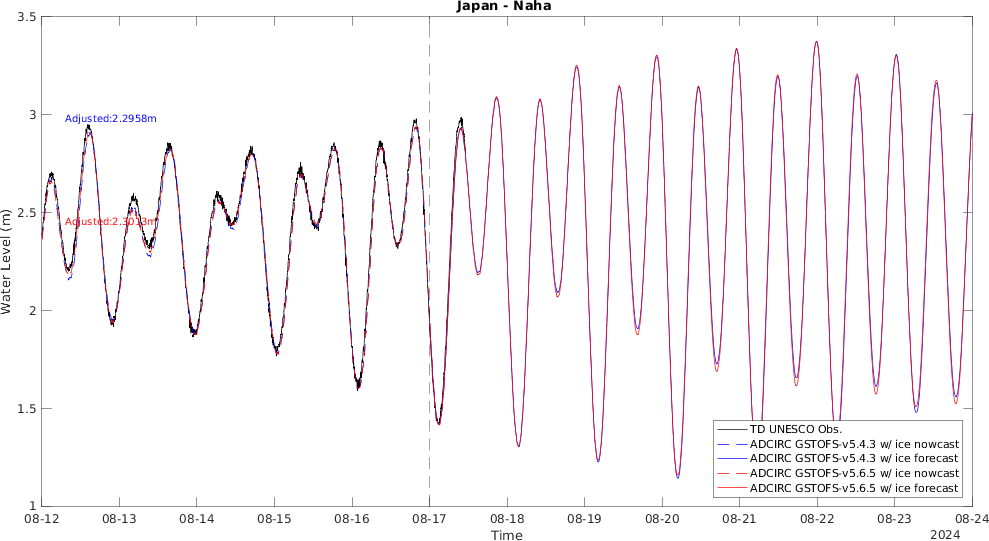 Japan - Naha
3.5
3
2.5
2
1.5
1
Water Level (m)
Adjusted:2.2958m
Adjusted:2.3013m
TD UNESCO Obs.
ADCIRC GSTOFS-v5.4.3 w/ ice nowcast
ADCIRC GSTOFS-v5.4.3 w/ ice forecast
ADCIRC GSTOFS-v5.6.5 w/ ice nowcast
ADCIRC GSTOFS-v5.6.5 w/ ice forecast
08-12 08-13 08-14 08-15 08-16 08-17 08-18 08-19 08-20 08-21 08-22 08-23 08-24
Time
2024